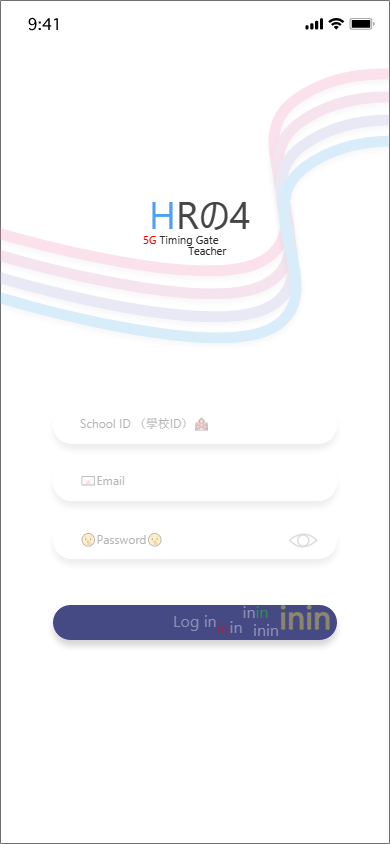 9:41
HRの4
5G Timing Gate
Teacher
School ID （學校ID）
Email
Password
Log in in in inin inin inin